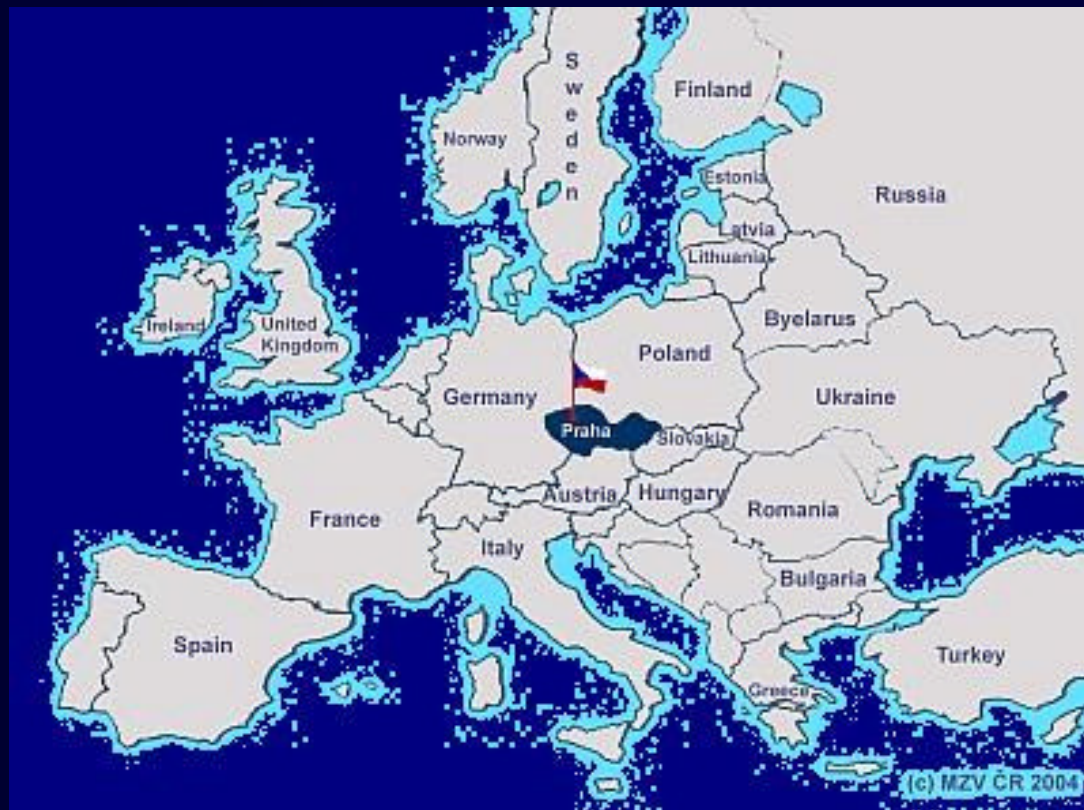 S
w
e
d
e
n
Finland
Norway
Estonia
Russia
Latvia
Lithuania
Ireland
United
Kingdom
Byelarus
Poland
Germany
Ukraine
Praha
Slovakia
Austria
Hungary
France
Romania
Italy
Bulgaria
Spain
Turkey
Greece
(c) MZV ČR 2004